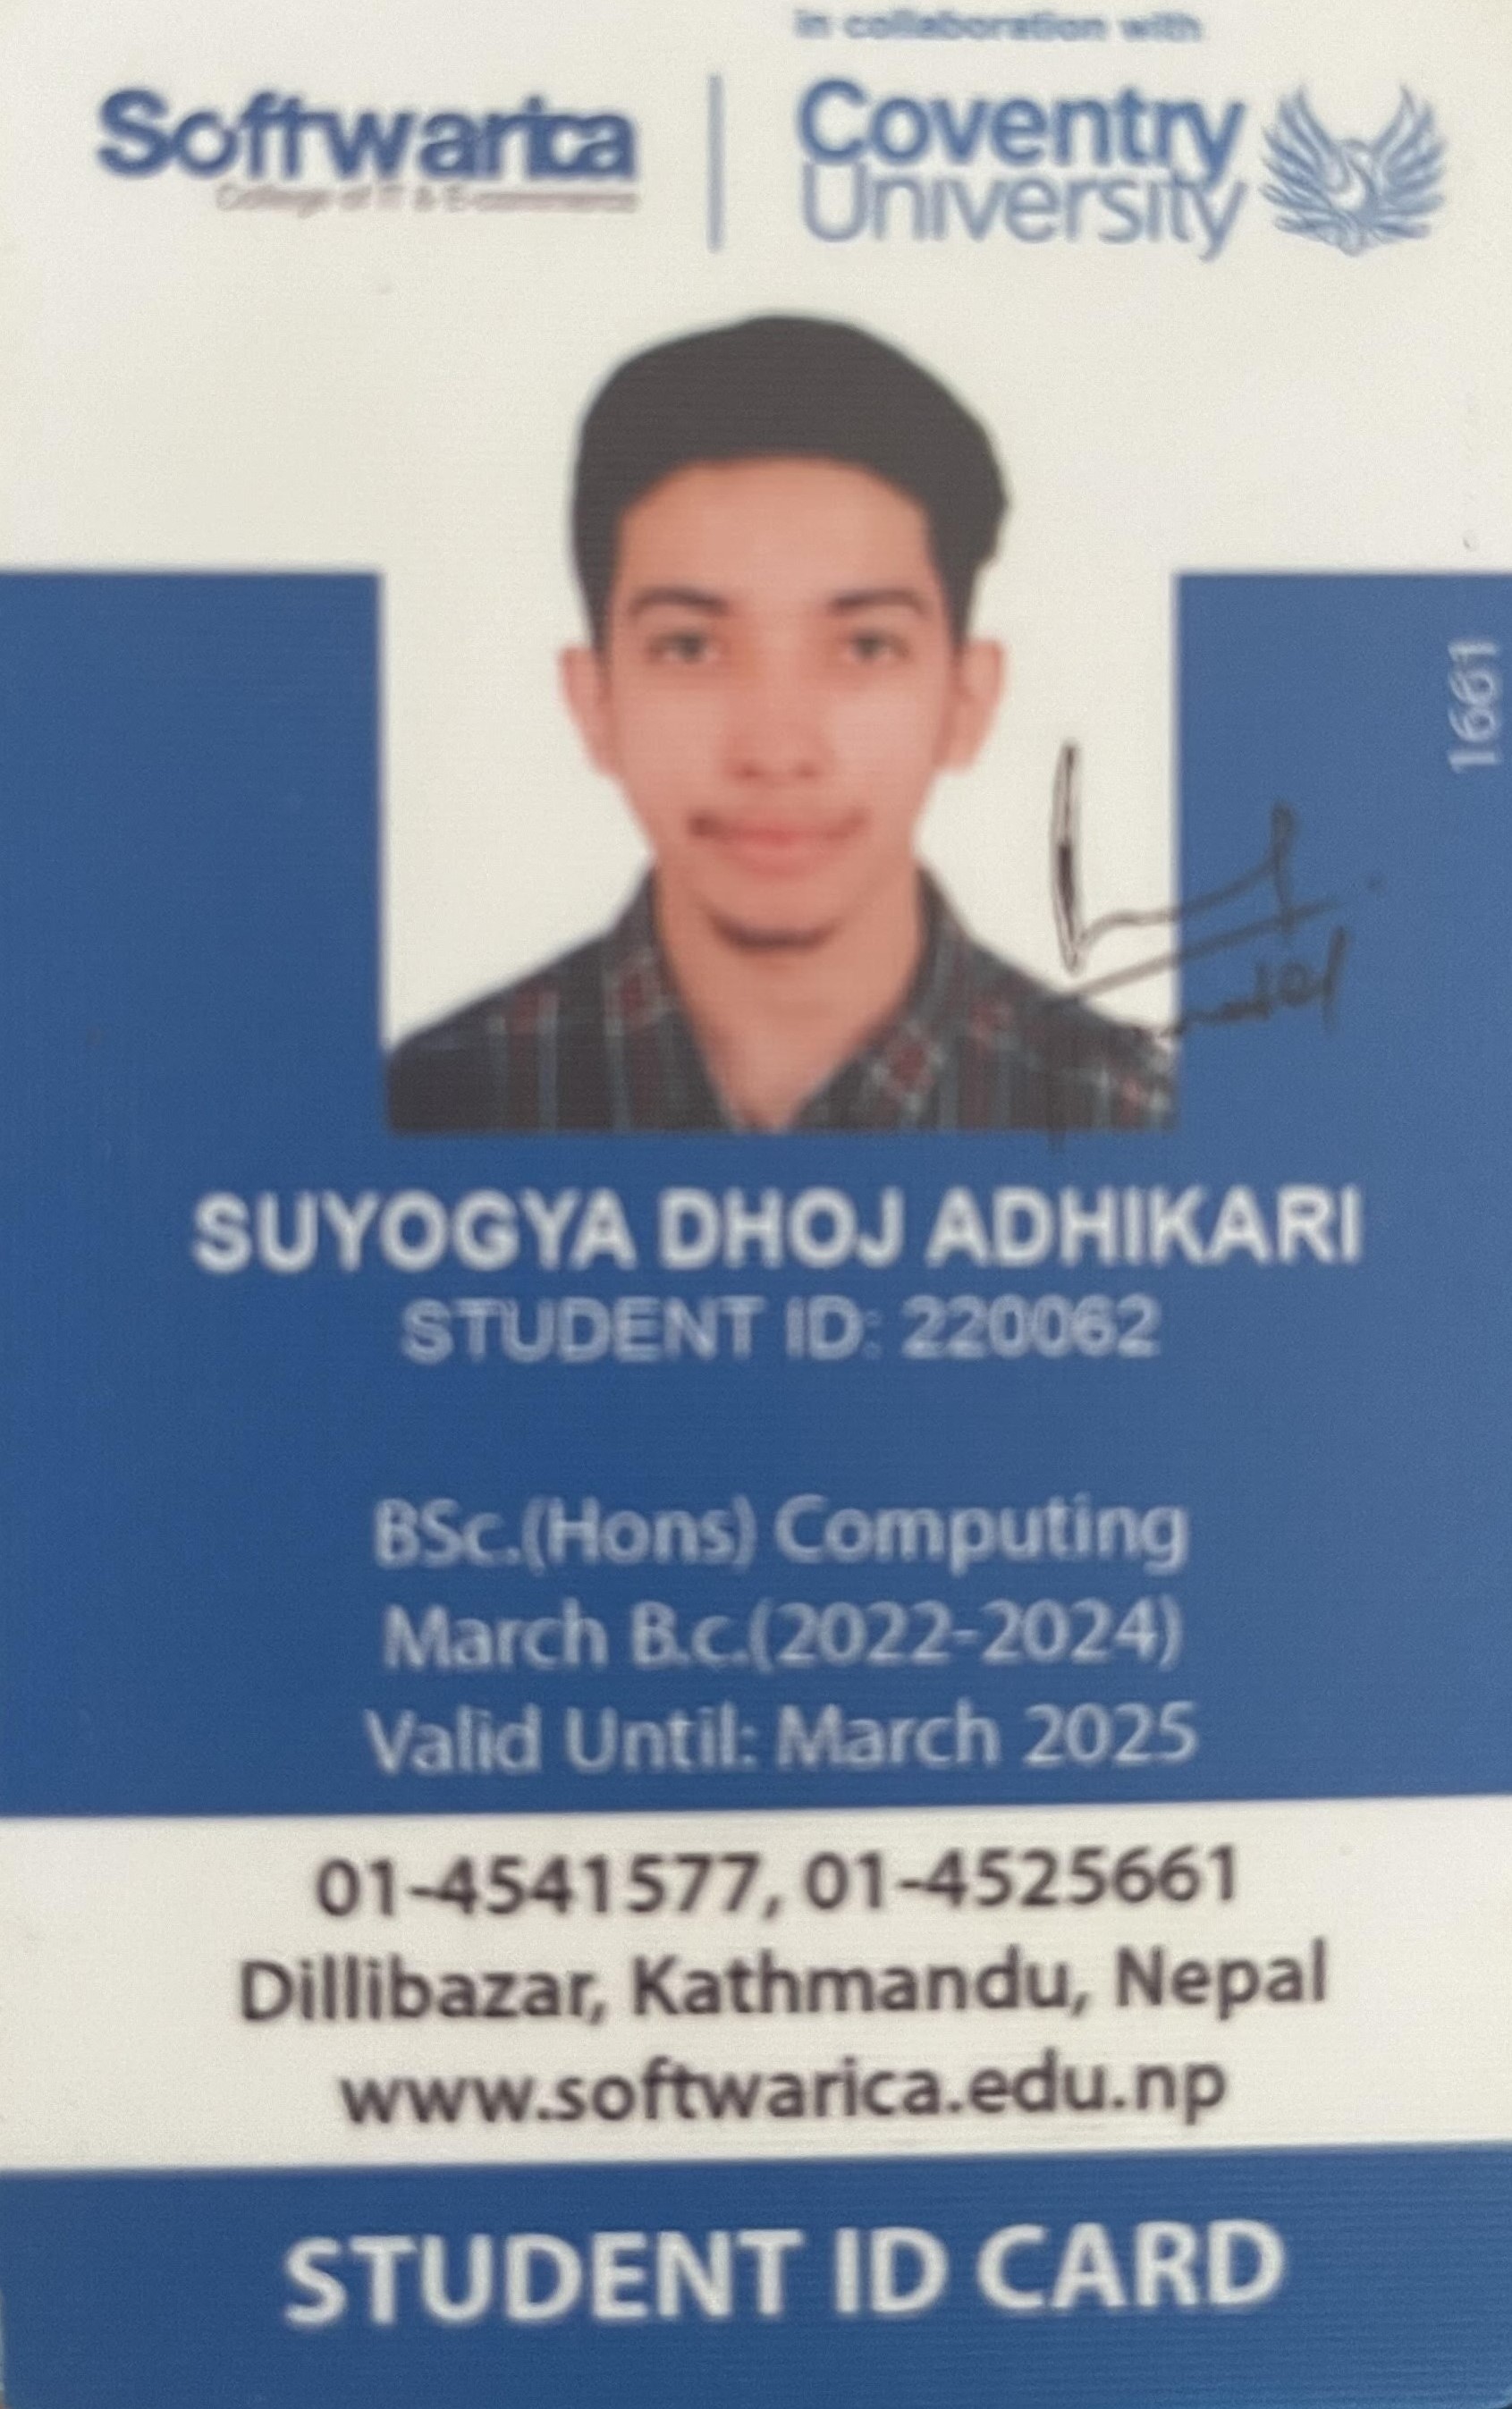 in collaboration with
Softwarica
College of IT & E-commerce
Coventry
University
1661
SUYOGYA DHOJ ADHIKARI
STUDENT ID: 220062
BSc.(Hons) Computing
March B.c.(2022-2024)
Valid Until: March 2025
01-4541577, 01-4525661
Dillibazar, Kathmandu, Nepal
www.softwarica.edu.np
STUDENT ID CARD